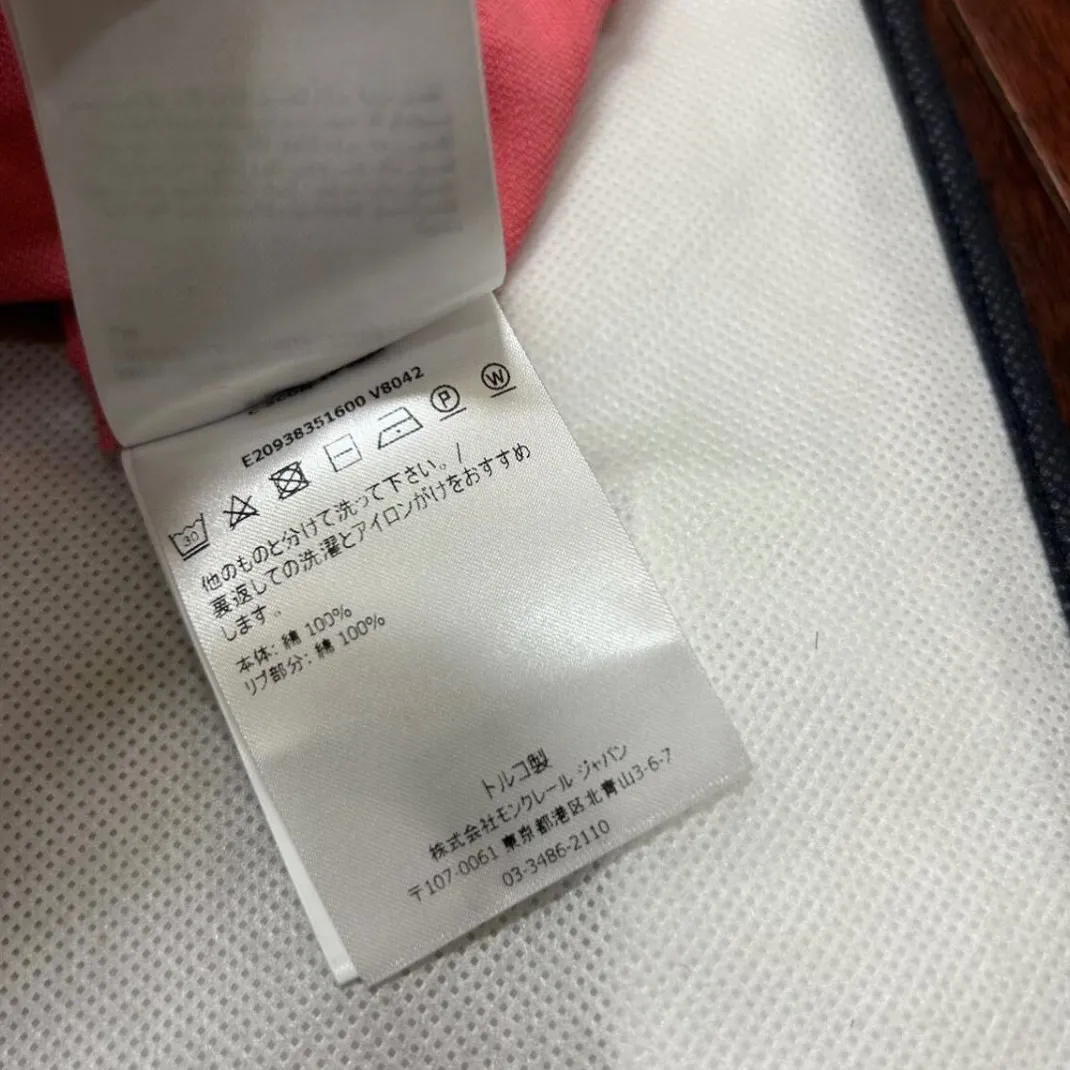 E20938351600 V8042
30
P
W
他のものと分けて洗って下さい。/
裏返しての洗濯とアイロンがけをおすすめ
します。
本体: 綿 100%
リブ部分: 綿 100%
トルコ製
株式会社モンクレール ジャパン
〒107-0061 東京都港区北青山3-6-7
03-3486-2110